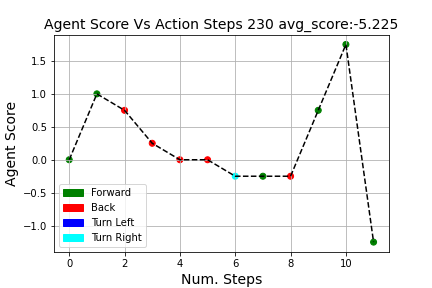 Agent Score Vs Action Steps 230 avg_score:-5.225
Agent Score
1.5
1.0
0.5
0.0
−0.5
−1.0
Forward
Back
Turn Left
Turn Right
0 2 4 6 8 10
Num. Steps